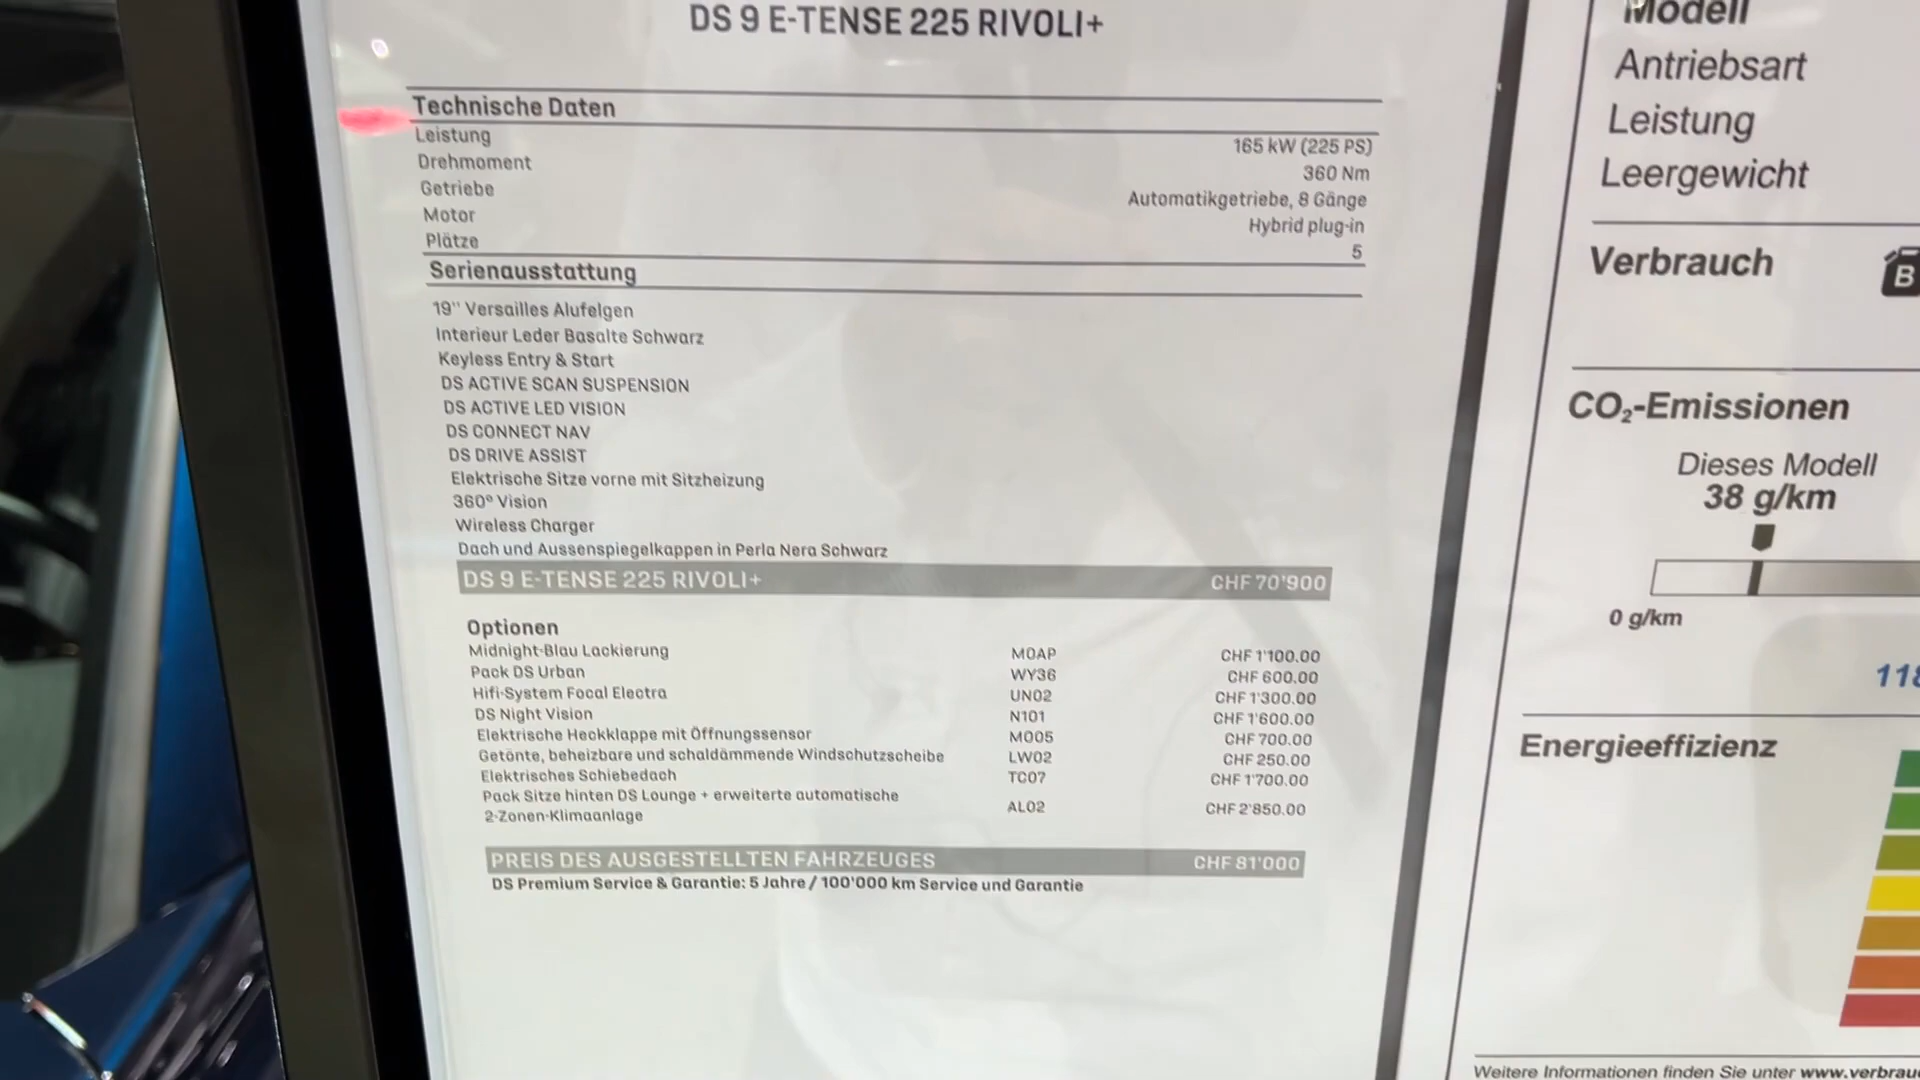 DS 9 E-TENSE 225 RIVOLI+
Technische Daten
Leistung 165 kW (225 PS)
Drehmoment 360 Nm
Getriebe Automatikgetriebe, 8 Gänge
Motor Hybrid plug-in
Plätze 5
Serienausstattung
19" Versailles Alufelgen
Interieur Leder Basalte Schwarz
Keyless Entry & Start
DS ACTIVE SCAN SUSPENSION
DS ACTIVE LED VISION
DS CONNECT NAV
DS DRIVE ASSIST
Elektrische Sitze vorne mit Sitzheizung
360° Vision
Wireless Charger
Dach und Aussenspiegelkappen in Perla Nera Schwarz
DS 9 E-TENSE 225 RIVOLI+ CHF 70'900
Optionen
Midnight-Blau Lackierung M0AP CHF 1'100.00
Pack DS Urban WY36 CHF 600.00
Hifi-System Focal Electra UN02 CHF 1'300.00
DS Night Vision N101 CHF 1'600.00
Elektrische Heckklappe mit Öffnungssensor MO05 CHF 700.00
Getönte, beheizbare und schaldämmende Windschutzscheibe LW02 CHF 250.00
Elektrisches Schiebedach TC07 CHF 1'700.00
Pack Sitze hinten DS Lounge + erweiterte automatische
2-Zonen-Klimaanlage AL02 CHF 2'850.00
PREIS DES AUSGESTELLTEN FAHRZEUGES CHF 81'000
DS Premium Service & Garantie: 5 Jahre / 100'000 km Service und Garantie
Modell
Antriebsart
Leistung
Leergewicht
Verbrauch B
CO₂-Emissionen
Dieses Modell
38 g/km
0 g/km
118
Energieeffizienz
Weitere Informationen finden Sie unter www.verbrau